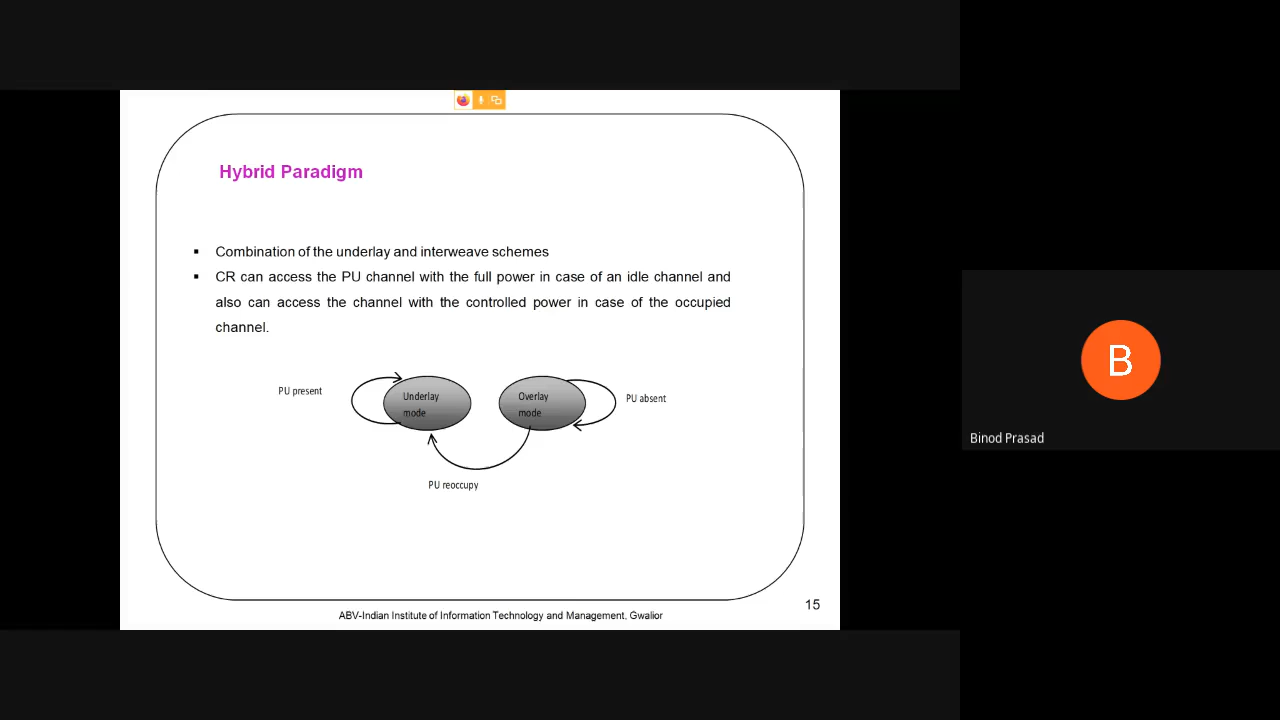 Hybrid Paradigm
▪ Combination of the underlay and interweave schemes
▪ CR can access the PU channel with the full power in case of an idle channel and
also can access the channel with the controlled power in case of the occupied
channel.
PU present
Underlay
mode
Overlay
mode
PU absent
PU reoccupy
ABV-Indian Institute of Information Technology and Management, Gwalior
15
B
Binod Prasad